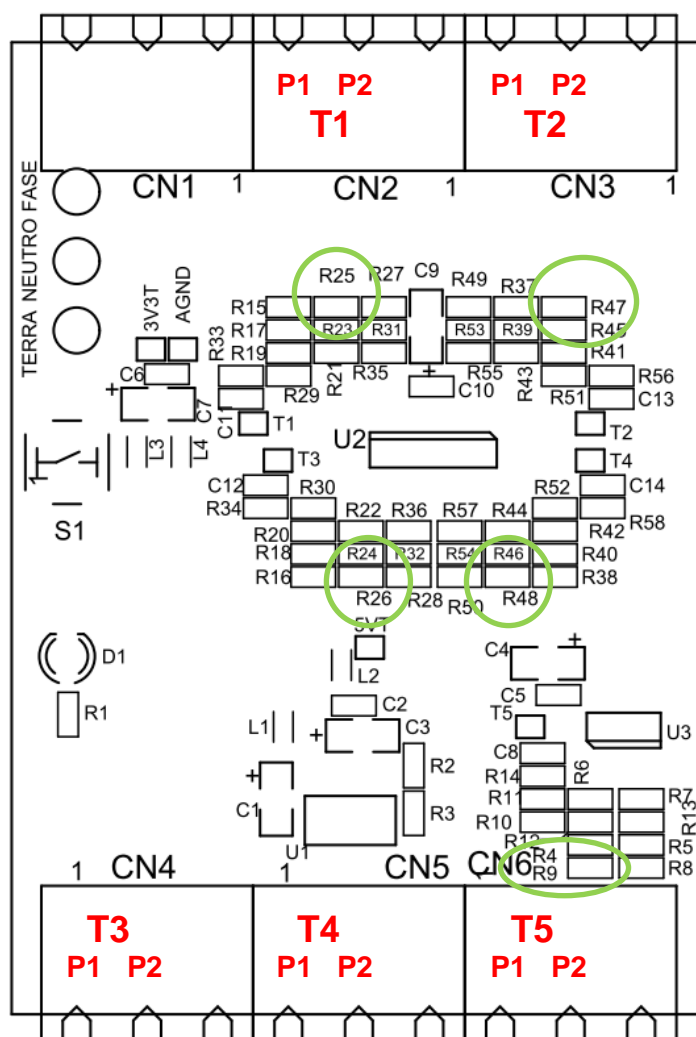 P1 P2 P1 P2
T1 T2
CN1 1 CN2 1 CN3 1
TERRA NEUTRO FASE
3V3T AGND
R25 R27 C9 R49 R37
R15 R47
R17 R23 R31 R53 R39 R45
R33 R19 R21 R35 R55 R43 R41
C6 R29 C10 R51 R56
+ C7 C11 + C13
T1 U2 T2
L3 L4 T3 T4
1 C12 C14
S1 R34 R30 R52 R58
R22 R36 R57 R44 R42
R20
R18 R24 R32 R54 R46 R40
R16 R38
R26 R28 R50 R48
5VT
D1 L2 C4 +
R1 C5
C2 T5
L1 + C3 U3
+ R2 C8
R14 R6
C1 R3 R11 R7
R10 R13
U1 R12 R5
1 CN4 1 CN5 CN6 1 R4
R9 R8
T3 T4 T5
P1 P2 P1 P2 P1 P2